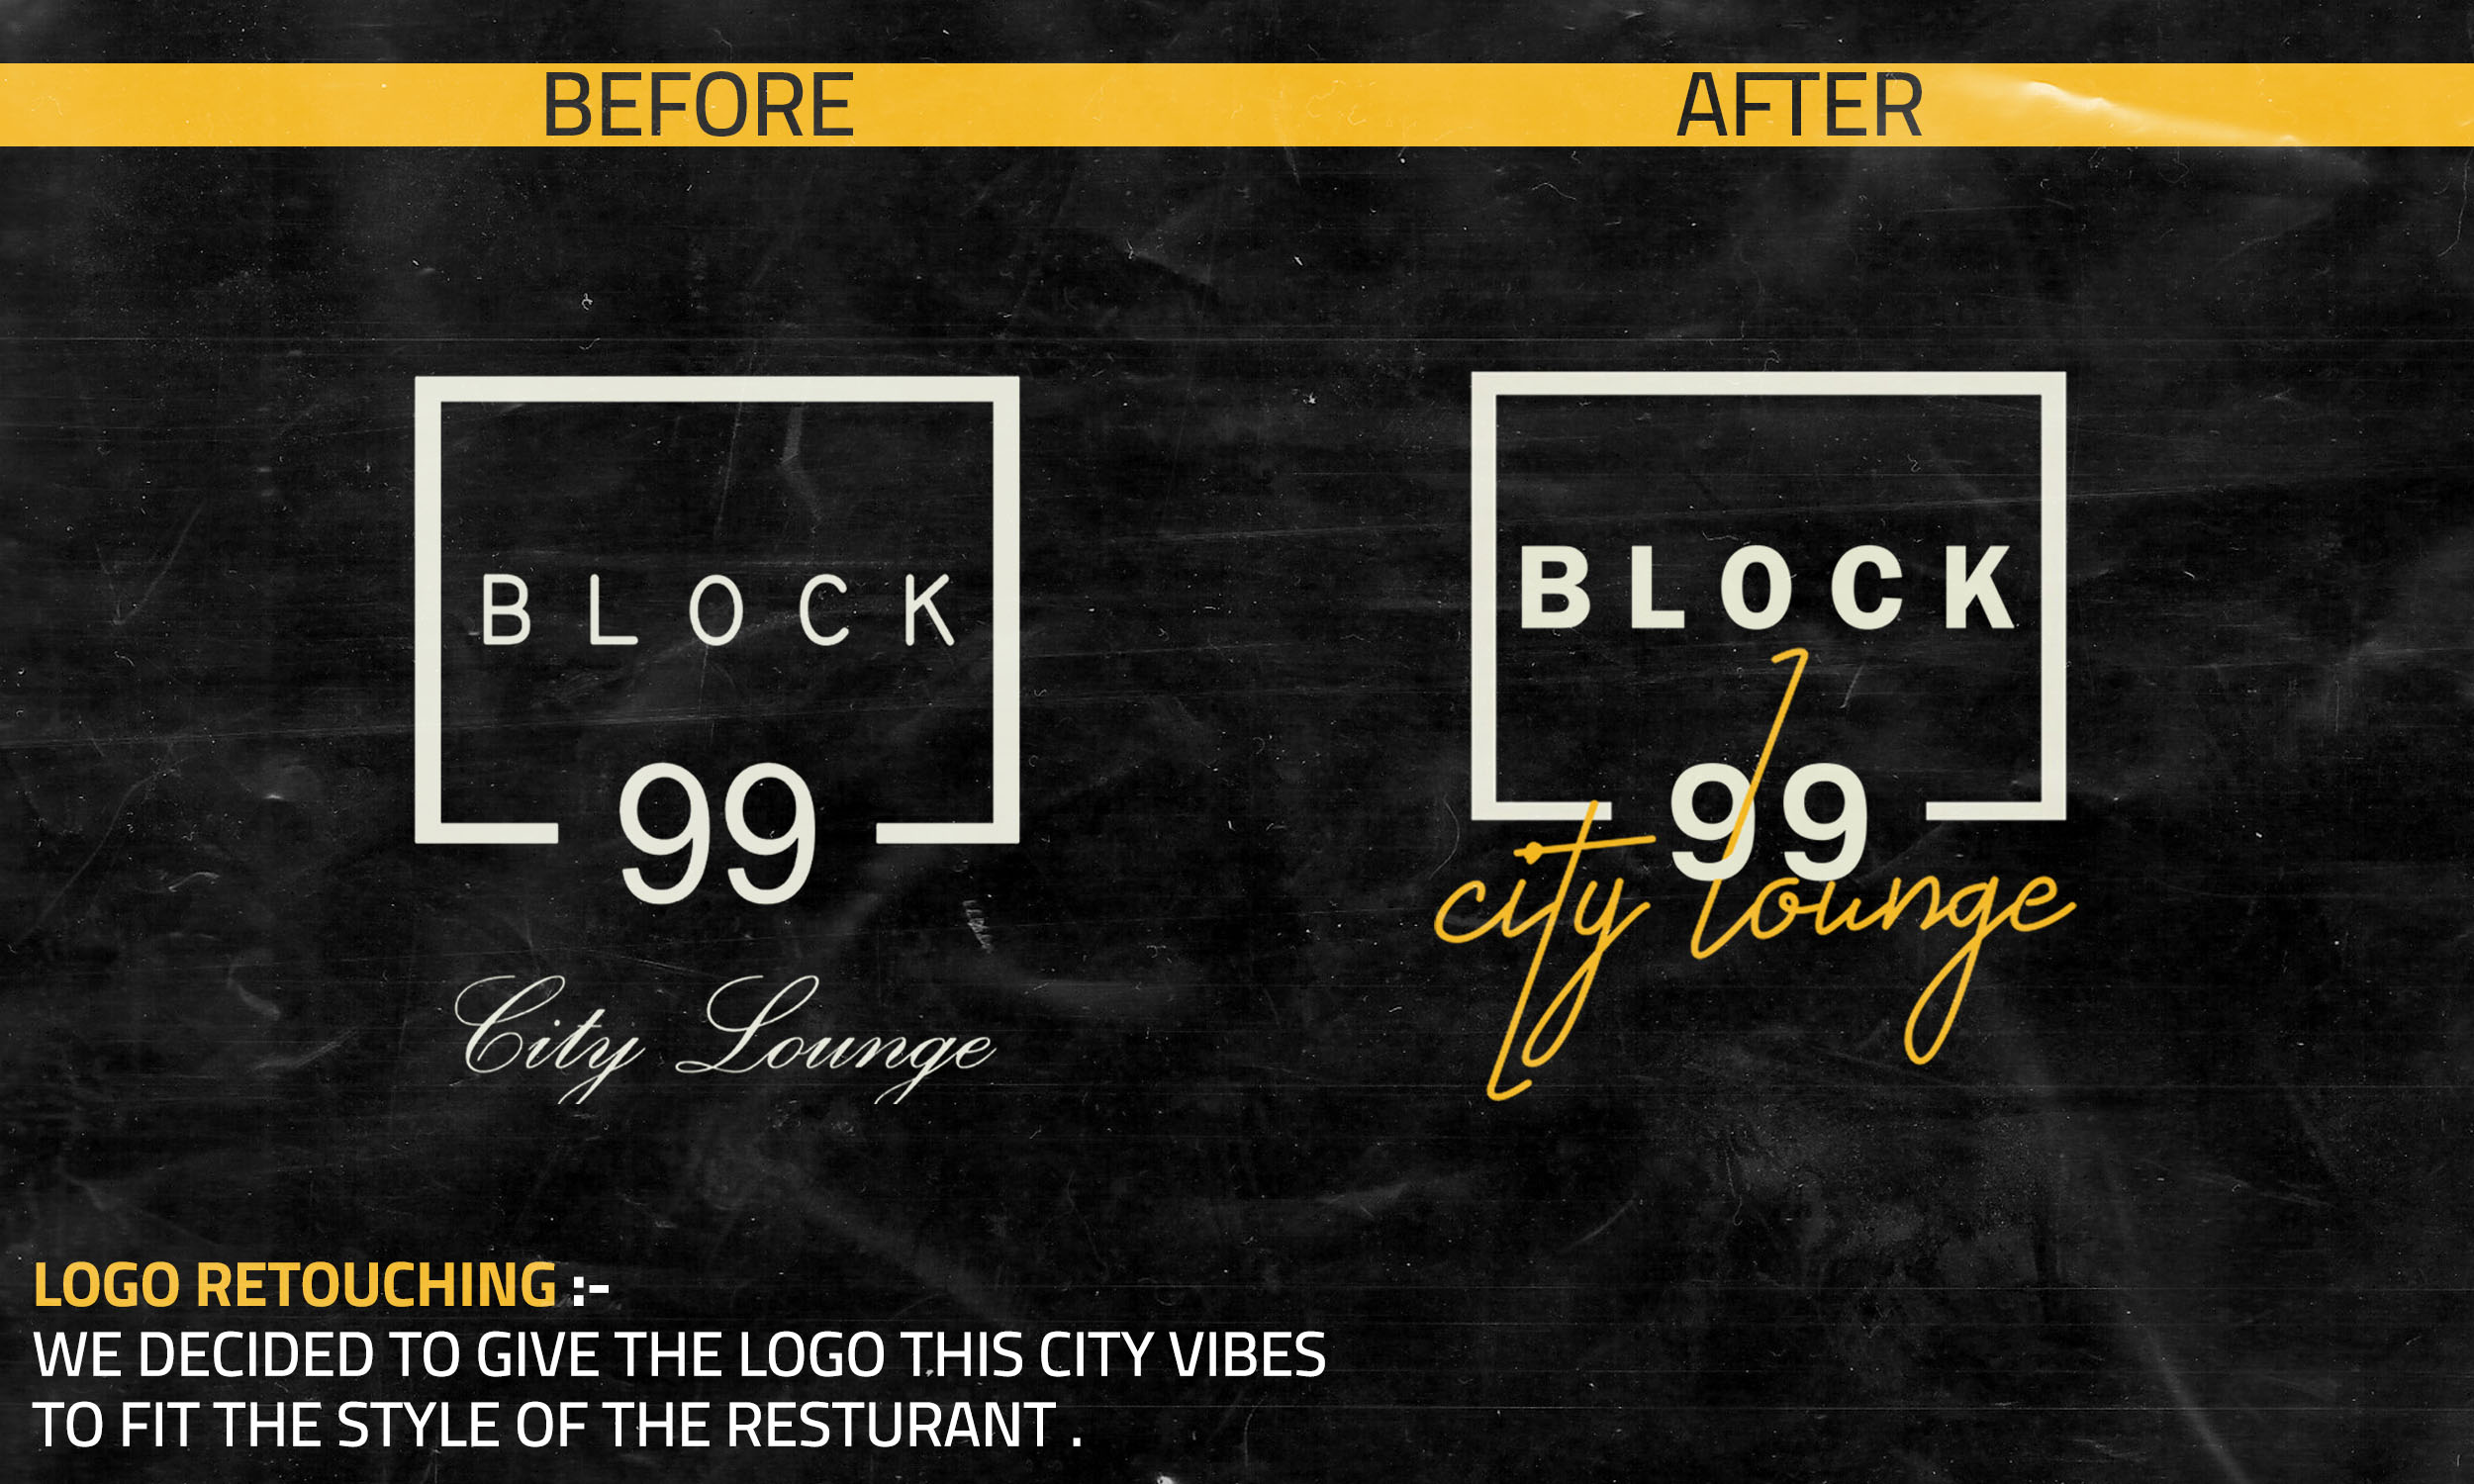 BEFORE
AFTER
BLOCK
99
City Lounge
BLOCK
99
city lounge
LOGO RETOUCHING :-
WE DECIDED TO GIVE THE LOGO THIS CITY VIBES
TO FIT THE STYLE OF THE RESTURANT .